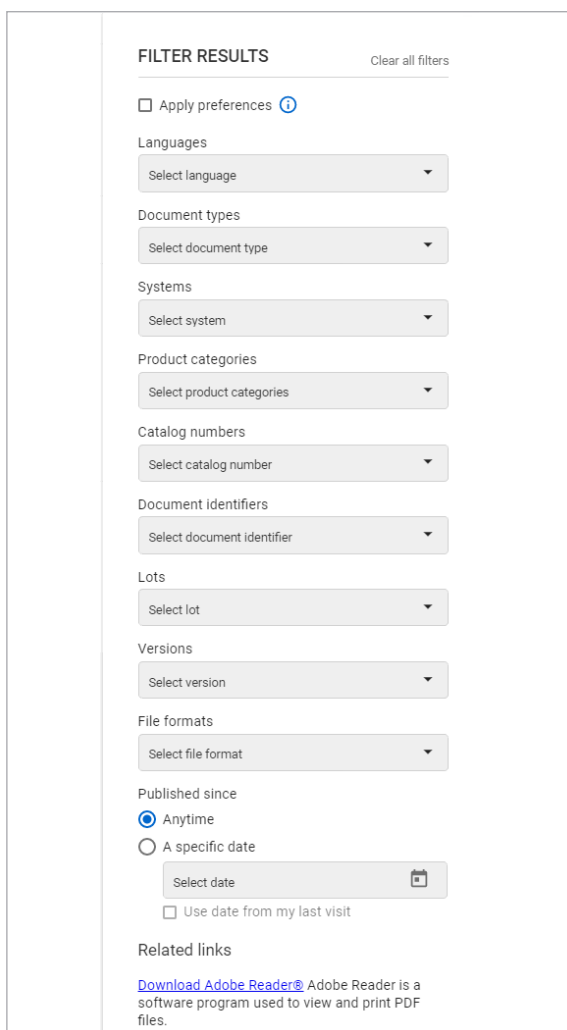 FILTER RESULTS
Clear all filters
Apply preferences
Languages
Select language
Document types
Select document type
Systems
Select system
Product categories
Select product categories
Catalog numbers
Select catalog number
Document identifiers
Select document identifier
Lots
Select lot
Versions
Select version
File formats
Select file format
Published since
Anytime
A specific date
Select date
Use date from my last visit
Related links
Download Adobe Reader® Adobe Reader is a
software program used to view and print PDF
files.